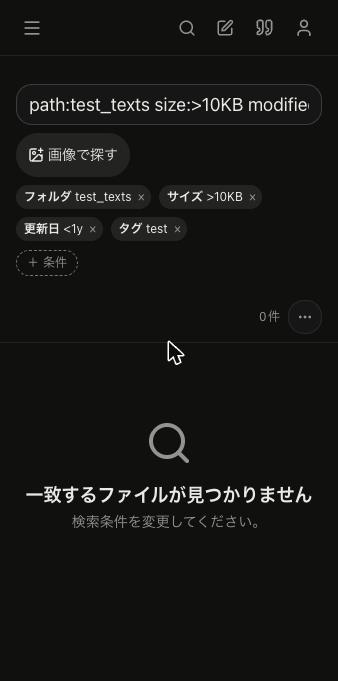 path:test_texts size:>10KB modified
画像で探す
フォルダ test_texts ×
サイズ >10KB ×
更新日 <1y ×
タグ test ×
+ 条件
0件
一致するファイルが見つかりません
検索条件を変更してください。